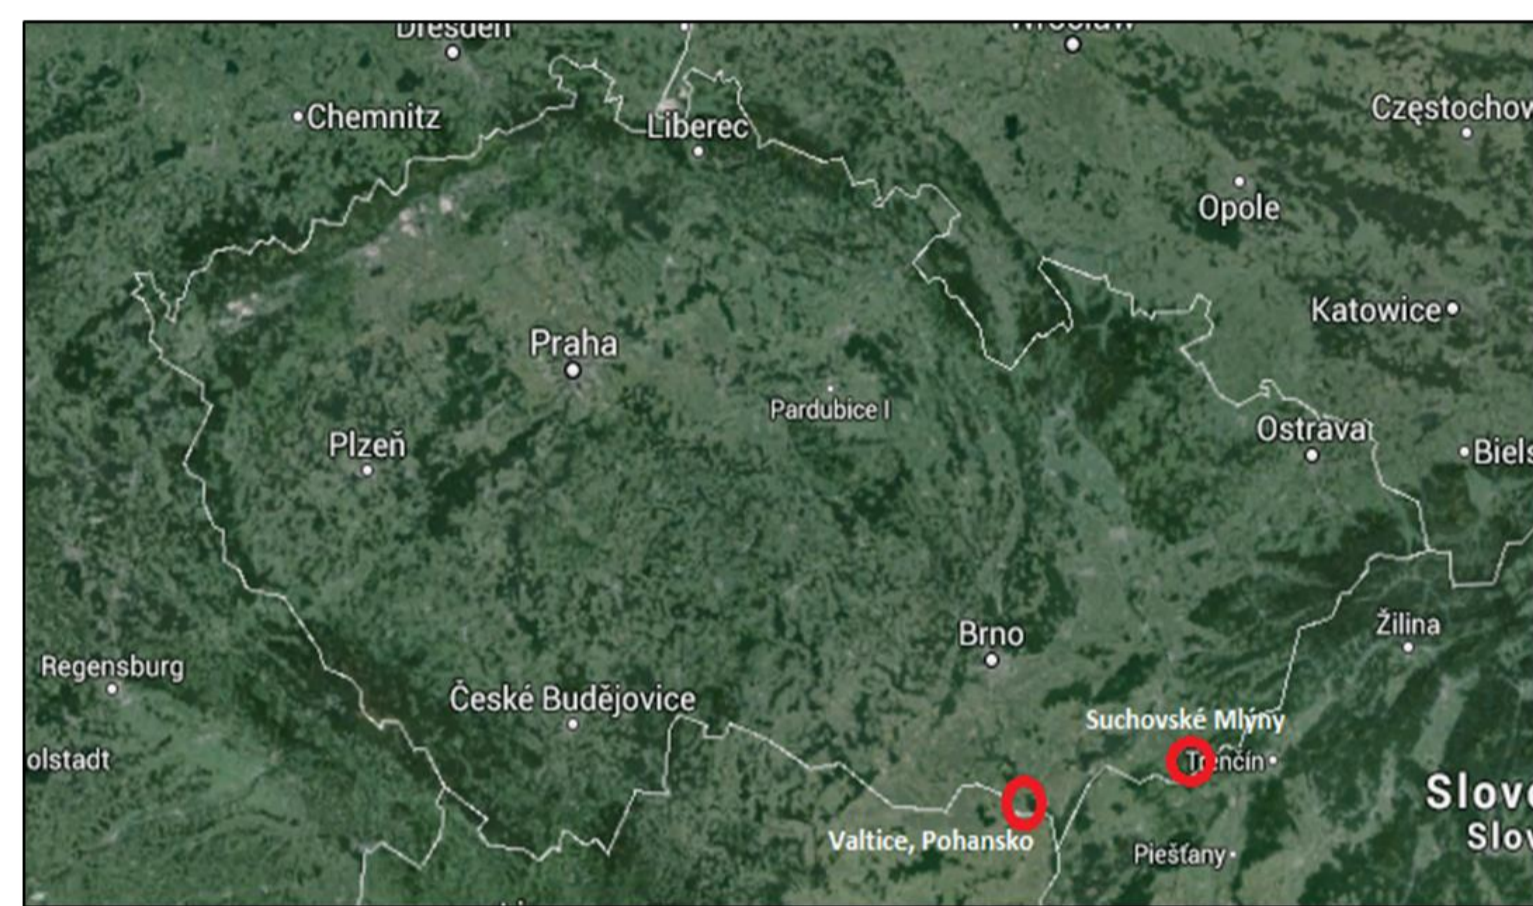 Dresden
Wrocław
Chemnitz
Liberec
Częstochow
Opole
Katowice
Praha
Pardubice I
Plzeň
Ostrava
Biels
Brno
Žilina
Regensburg
České Budějovice
Suchovské Mlýny
olstadt
Trenčín
Slove
Slov
Valtice, Pohansko
Piešťany